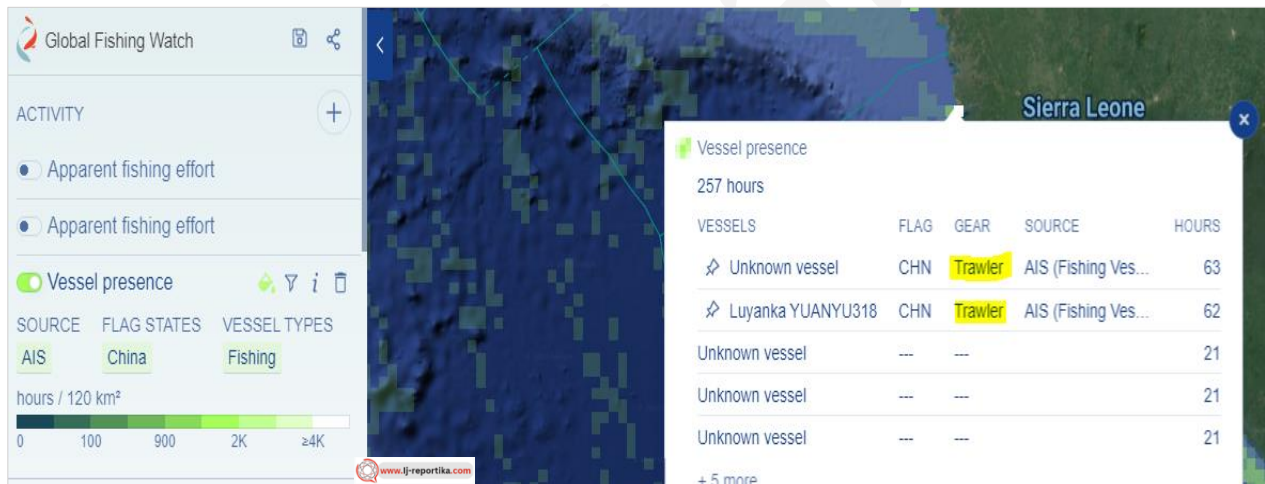 Global Fishing Watch
ACTIVITY
Apparent fishing effort
Apparent fishing effort
Vessel presence i
SOURCE FLAG STATES VESSEL TYPES
AIS China Fishing
hours / 120 km²
0 100 900 2K ≥4K
www.lj-reportika.com
Sierra Leone
Vessel presence
257 hours
VESSELS FLAG GEAR SOURCE HOURS
Unknown vessel CHN Trawler AIS (Fishing Ves... 63
Luyanka YUANYU318 CHN Trawler AIS (Fishing Ves... 62
Unknown vessel --- --- 21
Unknown vessel --- --- 21
Unknown vessel --- --- 21
+ 5 more